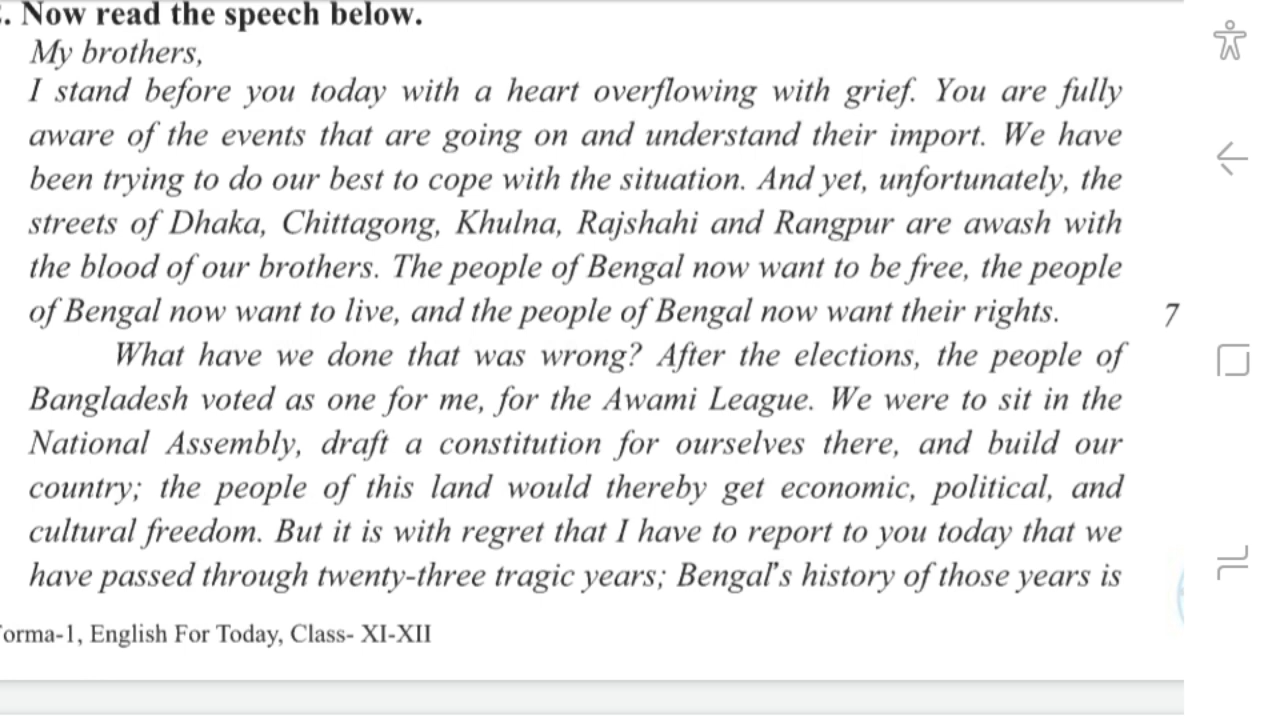 . Now read the speech below.
My brothers,
I stand before you today with a heart overflowing with grief. You are fully
aware of the events that are going on and understand their import. We have
been trying to do our best to cope with the situation. And yet, unfortunately, the
streets of Dhaka, Chittagong, Khulna, Rajshahi and Rangpur are awash with
the blood of our brothers. The people of Bengal now want to be free, the people
of Bengal now want to live, and the people of Bengal now want their rights.
7
What have we done that was wrong? After the elections, the people of
Bangladesh voted as one for me, for the Awami League. We were to sit in the
National Assembly, draft a constitution for ourselves there, and build our
country; the people of this land would thereby get economic, political, and
cultural freedom. But it is with regret that I have to report to you today that we
have passed through twenty-three tragic years; Bengal's history of those years is
orma-1, English For Today, Class- XI-XII